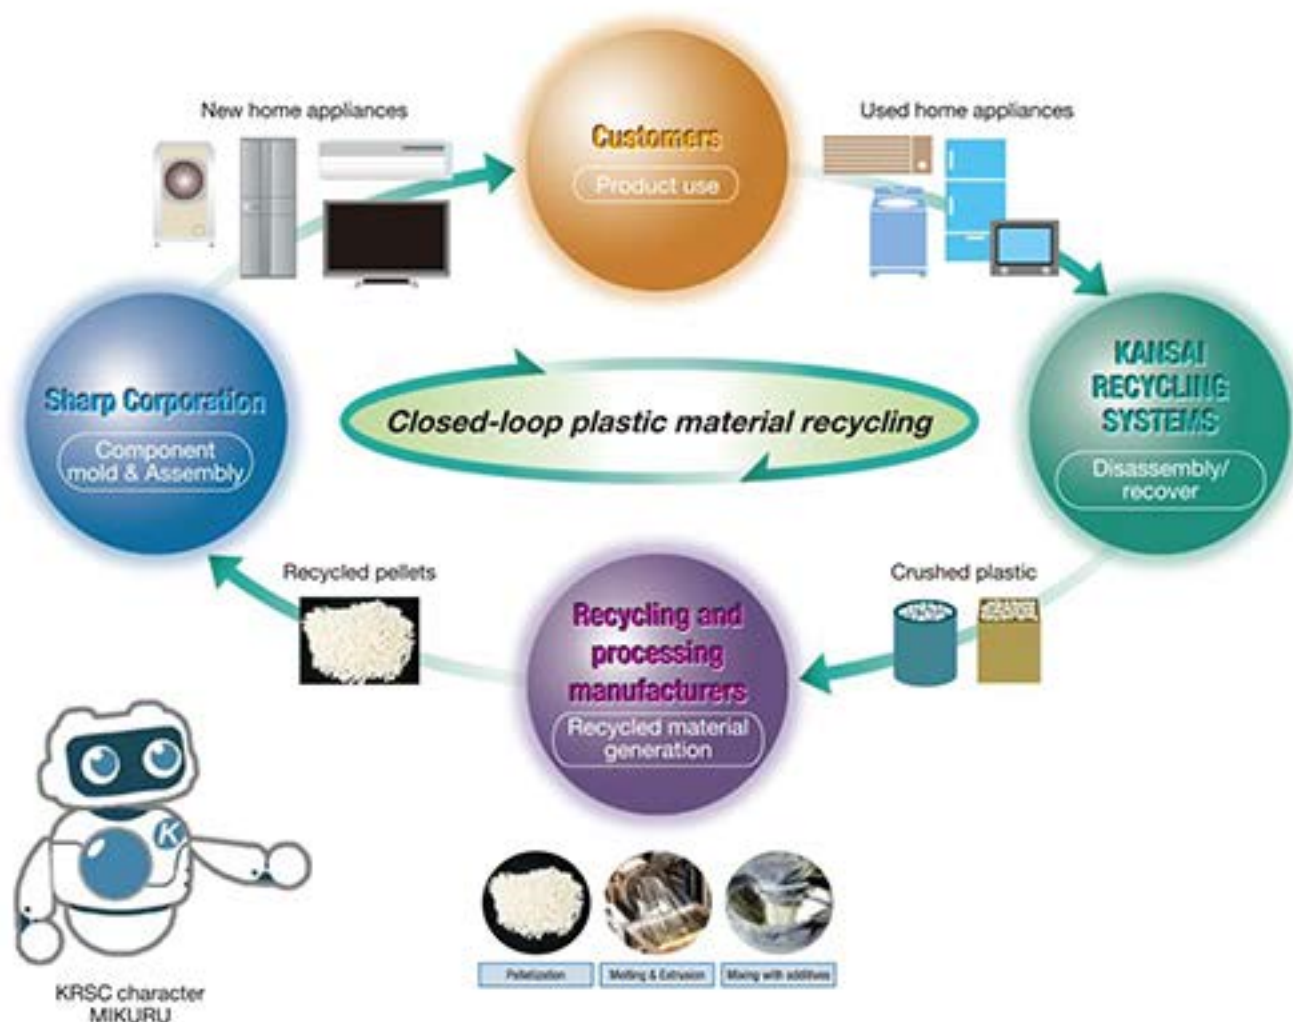 New home appliances
Customers
Product use
Used home appliances
Sharp Corporation
Component
mold & Assembly
Closed-loop plastic material recycling
KANSAI
RECYCLING
SYSTEMS
Disassembly/
recover
Recycled pellets
Recycling and
processing
manufacturers
Recycled material
generation
Crushed plastic
K
Pelletization
Melting & Extrusion
Mixing with additives
KRSC character
MIKURU